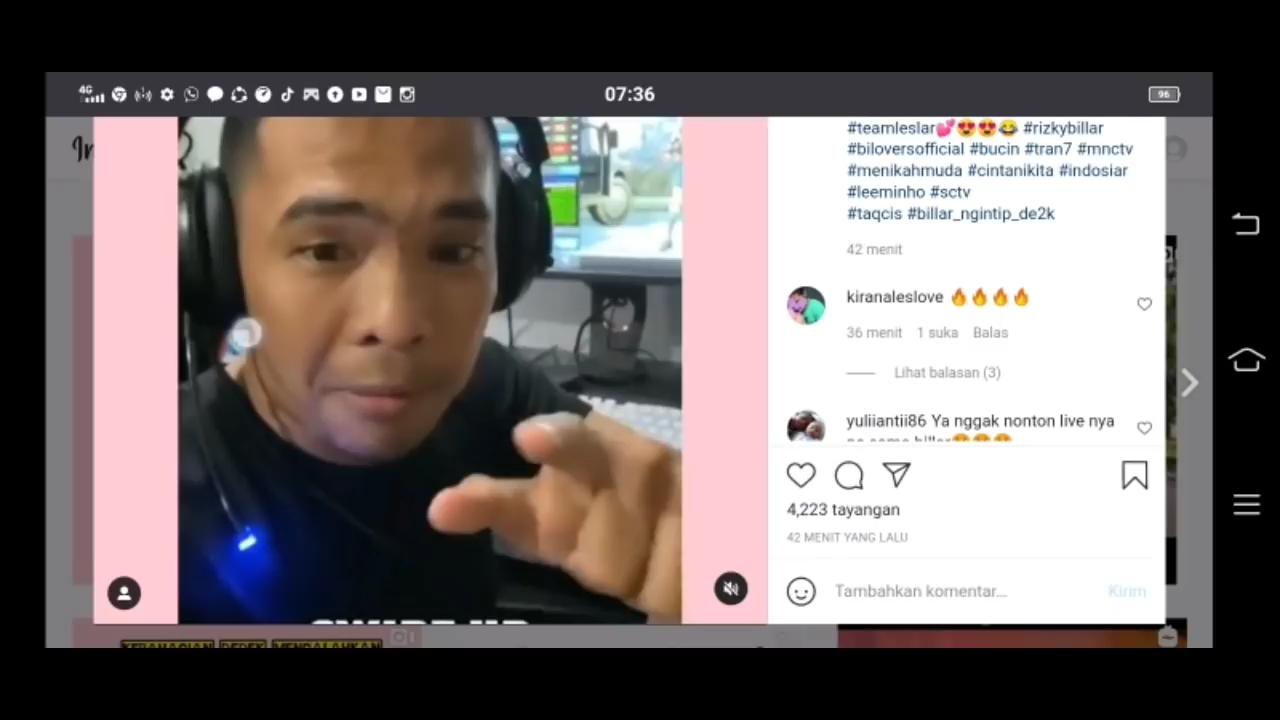 4G
07:36
96
#teamleslar💕😍😍😂 #rizkybillar
#biloversofficial #bucin #tran7 #mnctv
#menikahmuda #cintanikita #indosiar
#leeminho #sctv
#taqcis #billar_ngintip_de2k
42 menit
kiranaleslove 🔥🔥🔥🔥
36 menit 1 suka Balas
Lihat balasan (3)
yuliiantii86 Ya nggak nonton live nya
4,223 tayangan
42 MENIT YANG LALU
Tambahkan komentar...
Kirim